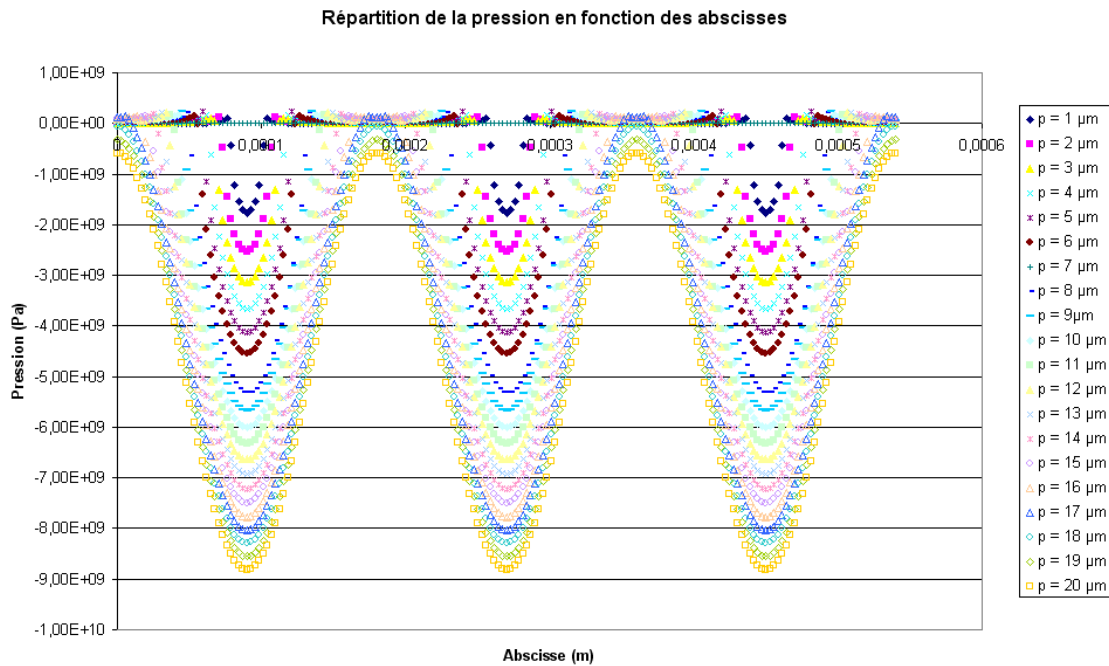 Répartition de la pression en fonction des abscisses
1,00E+09
0,00E+00
-1,00E+09
-2,00E+09
-3,00E+09
-4,00E+09
-5,00E+09
-6,00E+09
-7,00E+09
-8,00E+09
-9,00E+09
-1,00E+10
Pression (Pa)
0 0,0001 0,0002 0,0003 0,0004 0,0005 0,0006
Abscisse (m)
p = 1 µm
p = 2 µm
p = 3 µm
p = 4 µm
p = 5 µm
p = 6 µm
p = 7 µm
p = 8 µm
p = 9µm
p = 10 µm
p = 11 µm
p = 12 µm
p = 13 µm
p = 14 µm
p = 15 µm
p = 16 µm
p = 17 µm
p = 18 µm
p = 19 µm
p = 20 µm